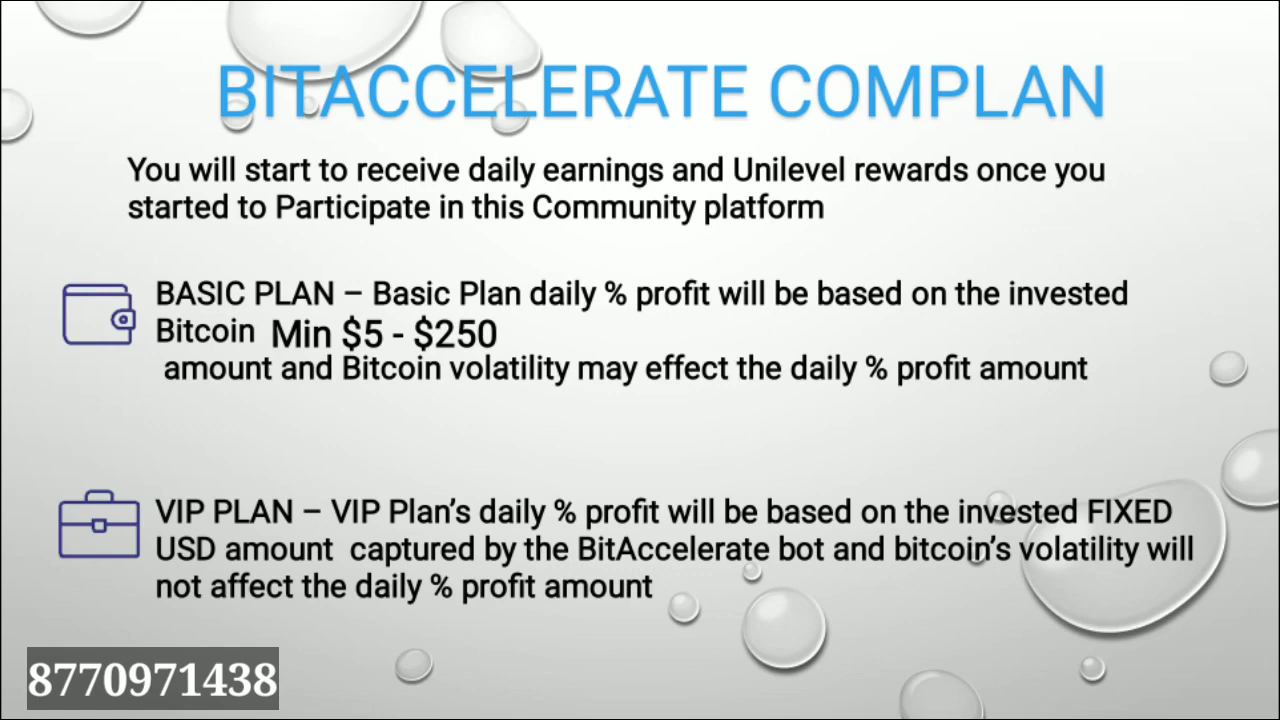 BITACCELERATE COMPLAN
You will start to receive daily earnings and Unilevel rewards once you
started to Participate in this Community platform
BASIC PLAN – Basic Plan daily % profit will be based on the invested
Bitcoin Min $5 - $250
amount and Bitcoin volatility may effect the daily % profit amount
VIP PLAN – VIP Plan’s daily % profit will be based on the invested FIXED
USD amount captured by the BitAccelerate bot and bitcoin’s volatility will
not affect the daily % profit amount
8770971438